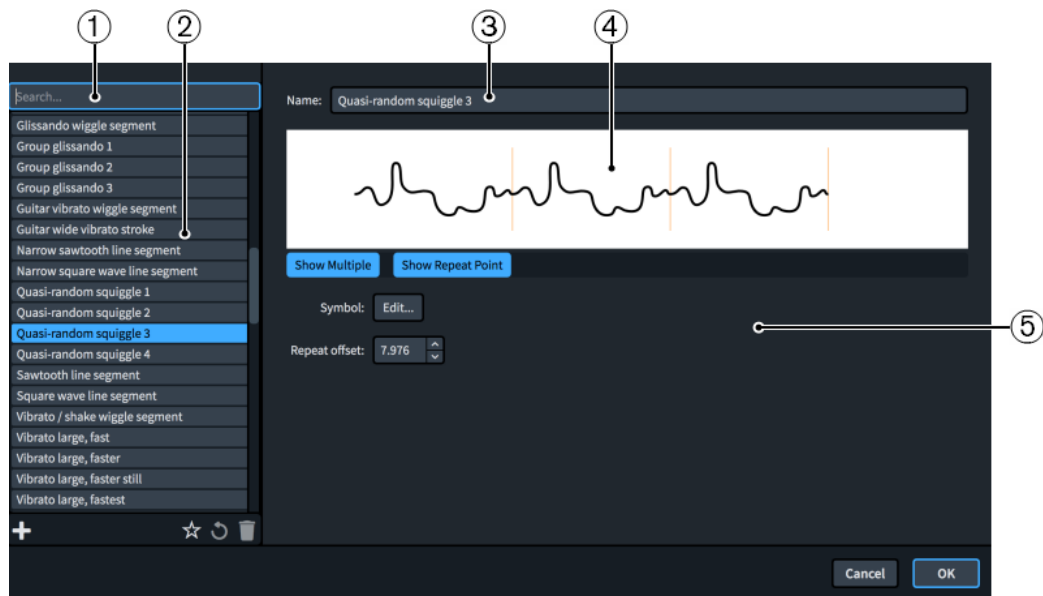 ① ② ③ ④
Search...
Name: Quasi-random squiggle 3
Glissando wiggle segment
Group glissando 1
Group glissando 2
Group glissando 3
Guitar vibrato wiggle segment
Guitar wide vibrato stroke
Narrow sawtooth line segment
Narrow square wave line segment
Quasi-random squiggle 1
Quasi-random squiggle 2
Quasi-random squiggle 3
Quasi-random squiggle 4
Sawtooth line segment
Square wave line segment
Vibrato / shake wiggle segment
Vibrato large, fast
Vibrato large, faster
Vibrato large, faster still
Vibrato large, fastest
Show Multiple Show Repeat Point
Symbol: Edit...
Repeat offset: 7.976
⑤
Cancel OK